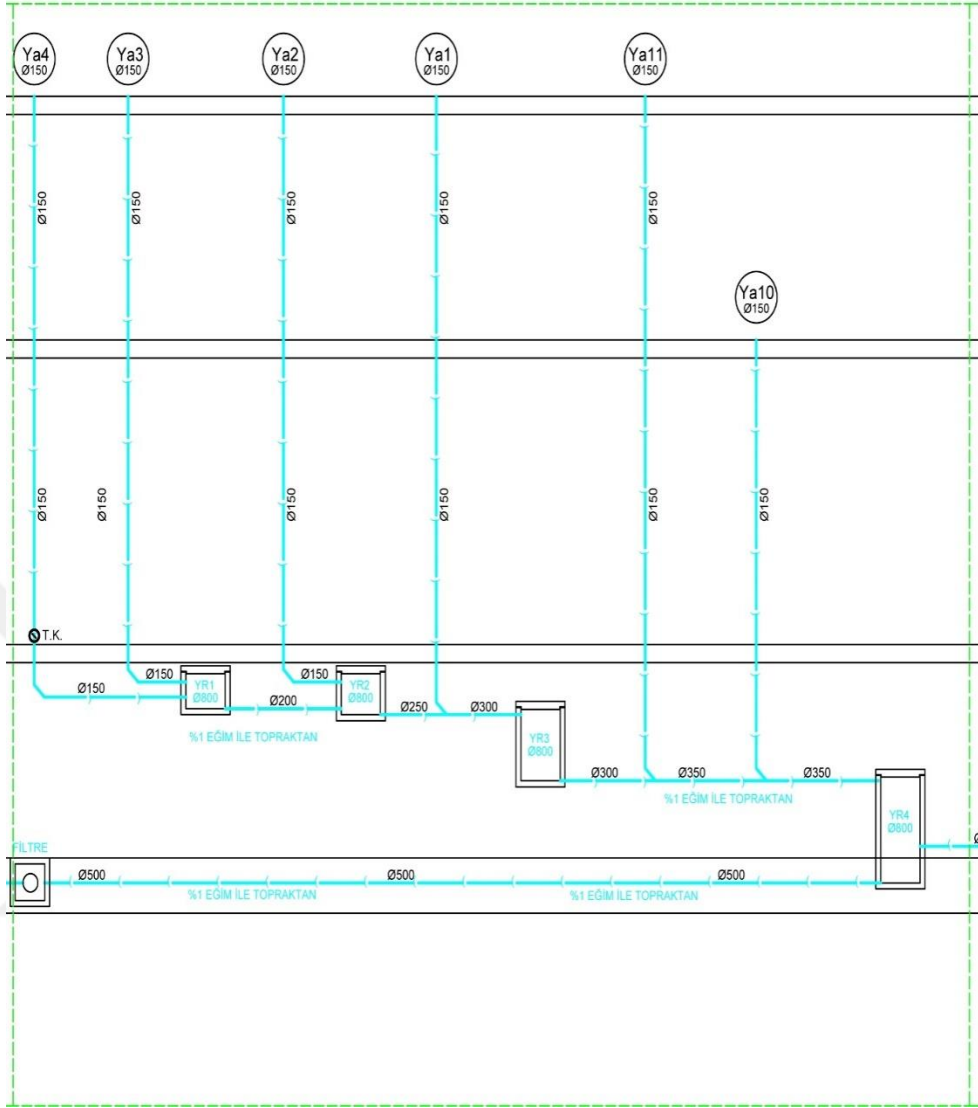 Ya4
Ø150
Ya3
Ø150
Ya2
Ø150
Ya1
Ø150
Ya11
Ø150
Ø150
Ø150
Ø150
Ø150
Ø150
Ya10
Ø150
Ø150
Ø150
Ø150
Ø150
Ø150
Ø150
T.K.
Ø150
Ø150
YR1
Ø800
Ø200
Ø150
YR2
Ø800
Ø250
Ø300
%1 EĞİM İLE TOPRAKTAN
YR3
Ø800
Ø300
Ø350
Ø350
%1 EĞİM İLE TOPRAKTAN
YR4
Ø800
FİLTRE
Ø500
Ø500
Ø500
%1 EĞİM İLE TOPRAKTAN
%1 EĞİM İLE TOPRAKTAN